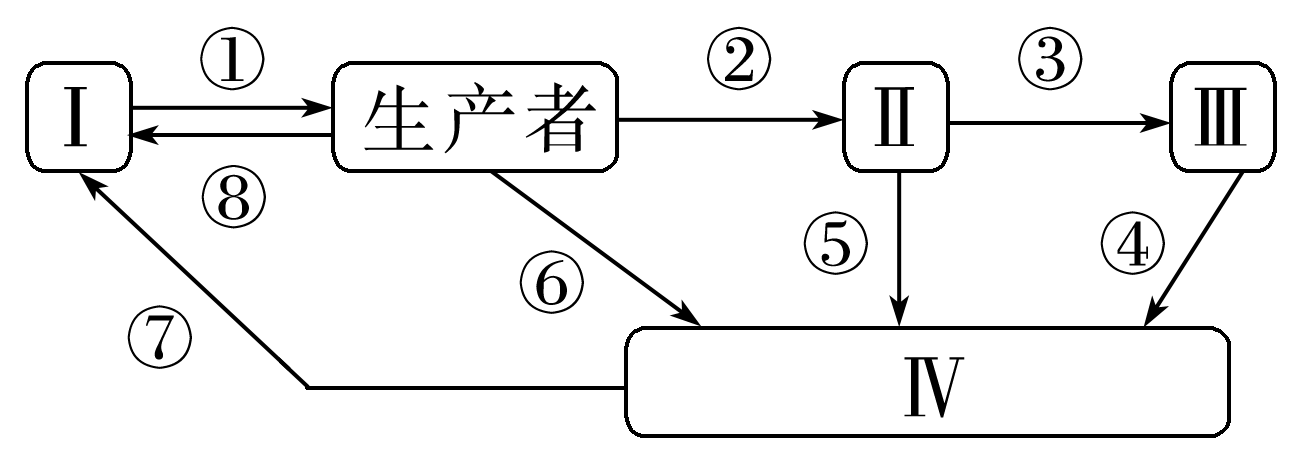 ① ② ③
Ⅰ 生产者 Ⅱ Ⅲ
⑧ ⑤ ④
⑥
⑦
Ⅳ